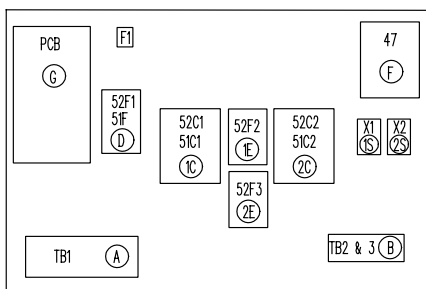 PCB
G
F1
47
F
52F1
51F
D
52C1
51C1
1C
52F2
1E
52C2
51C2
2C
X1
1S
X2
2S
52F3
2E
TB1 A
TB2 & 3 B